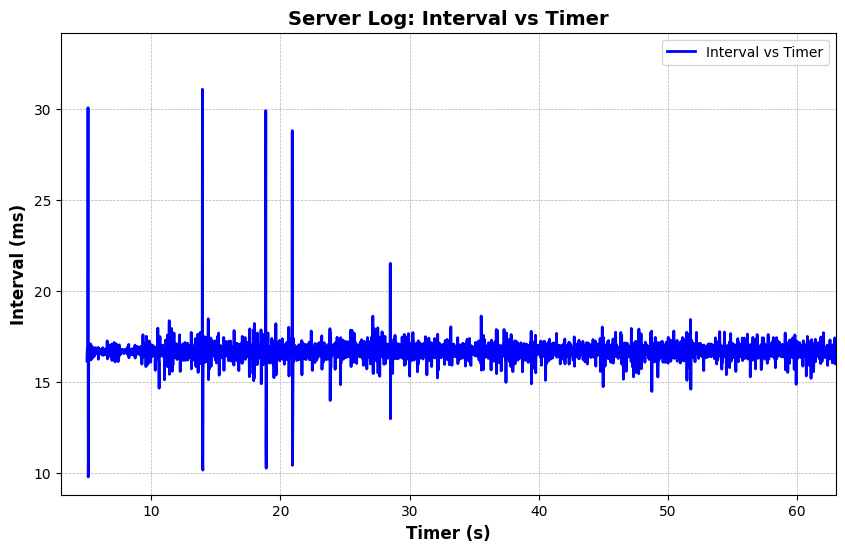 Server Log: Interval vs Timer
Interval vs Timer
Interval (ms)
30
25
20
15
10
10 20 30 40 50 60
Timer (s)